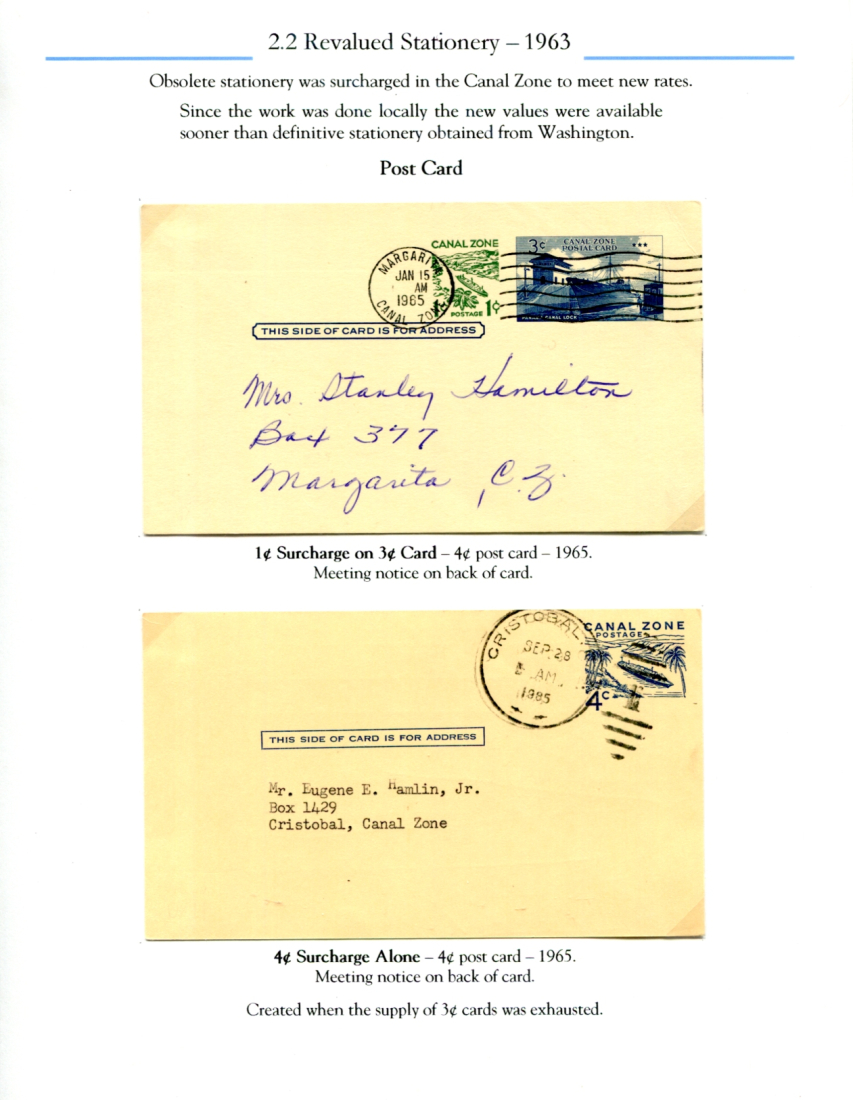 2.2 Revalued Stationery – 1963
Obsolete stationery was surcharged in the Canal Zone to meet new rates.
Since the work was done locally the new values were available
sooner than definitive stationery obtained from Washington.
Post Card
CANAL ZONE
3¢ CANAL ZONE
POSTAL CARD
MARGARITA
JAN 15
AM
1965
CANAL ZONE
POSTAGE 1¢
CANAL LOCK
THIS SIDE OF CARD IS FOR ADDRESS
Mrs. Stanley Hamilton
Box 377
Margarita, C.Z.
1¢ Surcharge on 3¢ Card – 4¢ post card – 1965.
Meeting notice on back of card.
CRISTOBAL
SEP 28
AM
1965
CANAL ZONE
POSTAGE
4c
THIS SIDE OF CARD IS FOR ADDRESS
Mr. Eugene E. Hamlin, Jr.
Box 1429
Cristobal, Canal Zone
4¢ Surcharge Alone – 4¢ post card – 1965.
Meeting notice on back of card.
Created when the supply of 3¢ cards was exhausted.